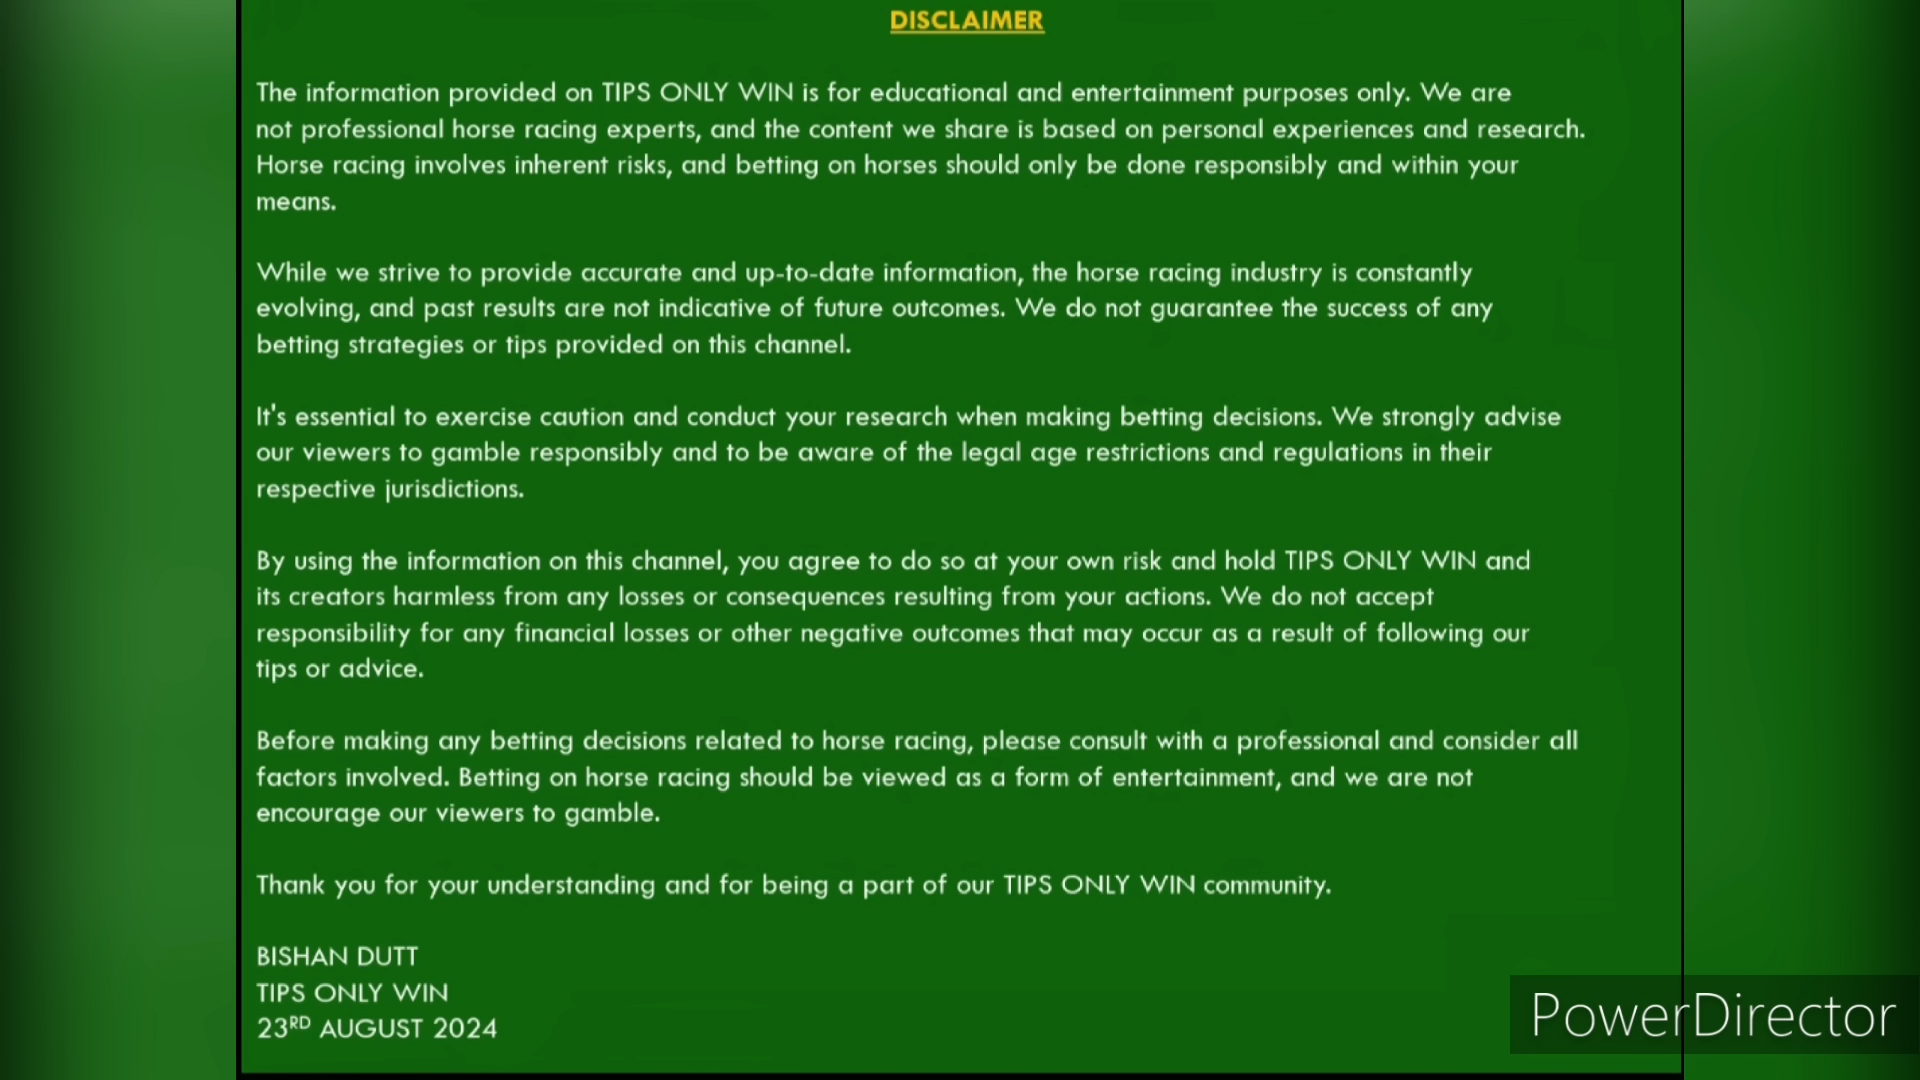 DISCLAIMER
The information provided on TIPS ONLY WIN is for educational and entertainment purposes only. We are
not professional horse racing experts, and the content we share is based on personal experiences and research.
Horse racing involves inherent risks, and betting on horses should only be done responsibly and within your
means.
While we strive to provide accurate and up-to-date information, the horse racing industry is constantly
evolving, and past results are not indicative of future outcomes. We do not guarantee the success of any
betting strategies or tips provided on this channel.
It's essential to exercise caution and conduct your research when making betting decisions. We strongly advise
our viewers to gamble responsibly and to be aware of the legal age restrictions and regulations in their
respective jurisdictions.
By using the information on this channel, you agree to do so at your own risk and hold TIPS ONLY WIN and
its creators harmless from any losses or consequences resulting from your actions. We do not accept
responsibility for any financial losses or other negative outcomes that may occur as a result of following our
tips or advice.
Before making any betting decisions related to horse racing, please consult with a professional and consider all
factors involved. Betting on horse racing should be viewed as a form of entertainment, and we are not
encourage our viewers to gamble.
Thank you for your understanding and for being a part of our TIPS ONLY WIN community.
BISHAN DUTT
TIPS ONLY WIN
23RD AUGUST 2024
PowerDirector